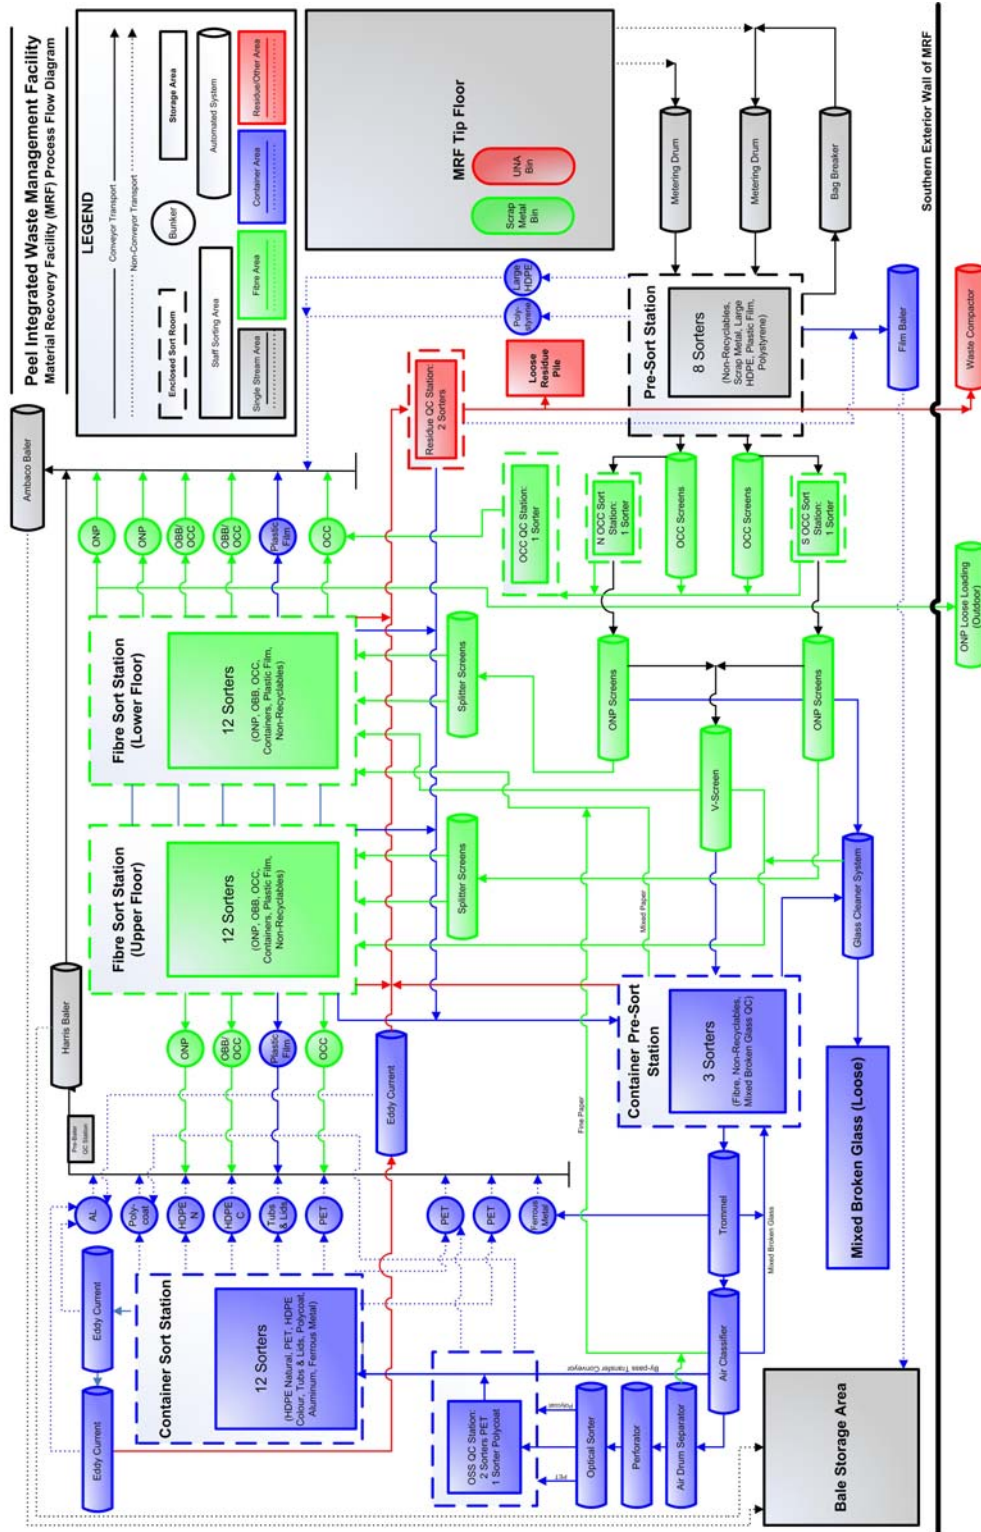 Peel Integrated Waste Management Facility
Material Recovery Facility (MRF) Process Flow Diagram
LEGEND
Conveyor Transport
Non-Conveyor Transport
Enclosed Sort Room
Bunker
Storage Area
Staff Sorting Area
Automated System
Single Stream Area
Fibre Area
Container Area
Residue/Other Area
MRF Tip Floor
Scrap
Metal
Bin
UNA
Bin
Metering Drum
Metering Drum
Bag Breaker
Southern Exterior Wall of MRF
Large
HDPE
Poly-
styrene
Pre-Sort Station
8 Sorters
(Non-Recyclables,
Scrap Metal, Large
HDPE, Plastic Film,
Polystyrene)
Film Baler
Waste Compactor
Loose
Residue
Pile
Residue QC Station:
2 Sorters
Ambaco Baler
ONP
ONP
OBB/
OCC
OBB/
OCC
Plastic
Film
OCC
OCC QC Station:
1 Sorter
N OCC Sort
Station:
1 Sorter
OCC Screens
OCC Screens
S OCC Sort
Station:
1 Sorter
ONP Loose Loading
(Outdoor)
Fibre Sort Station
(Lower Floor)
12 Sorters
(ONP, OBB, OCC,
Containers, Plastic Film,
Non-Recyclables)
Splitter Screens
ONP Screens
ONP Screens
V-Screen
Fibre Sort Station
(Upper Floor)
12 Sorters
(ONP, OBB, OCC,
Containers, Plastic Film,
Non-Recyclables)
Splitter Screens
Mixed Paper
Glass Cleaner System
Harris Baler
Pre-Baler
QC Station
ONP
OBB/
OCC
Plastic
Film
OCC
Eddy Current
Fine Paper
Container Pre-Sort
Station
3 Sorters
(Fibre, Non-Recyclables,
Mixed Broken Glass QC)
Mixed Broken Glass (Loose)
AL
Poly-
coat
HDPE
N
HDPE
C
Tubs
& Lids
PET
PET
PET
Ferrous
Metal
Trommel
Mixed Broken Glass
Eddy Current
Eddy Current
Container Sort Station
12 Sorters
(HDPE Natural, PET, HDPE
Colour, Tubs & Lids, Polycoat,
Aluminum, Ferrous Metal)
By-pass Transfer Conveyor
Air Classifier
OSS QC Station:
2 Sorters PET
1 Sorter Polycoat
Polycoat
PET
Optical Sorter
Perforator
Air Drum Separator
Bale Storage Area